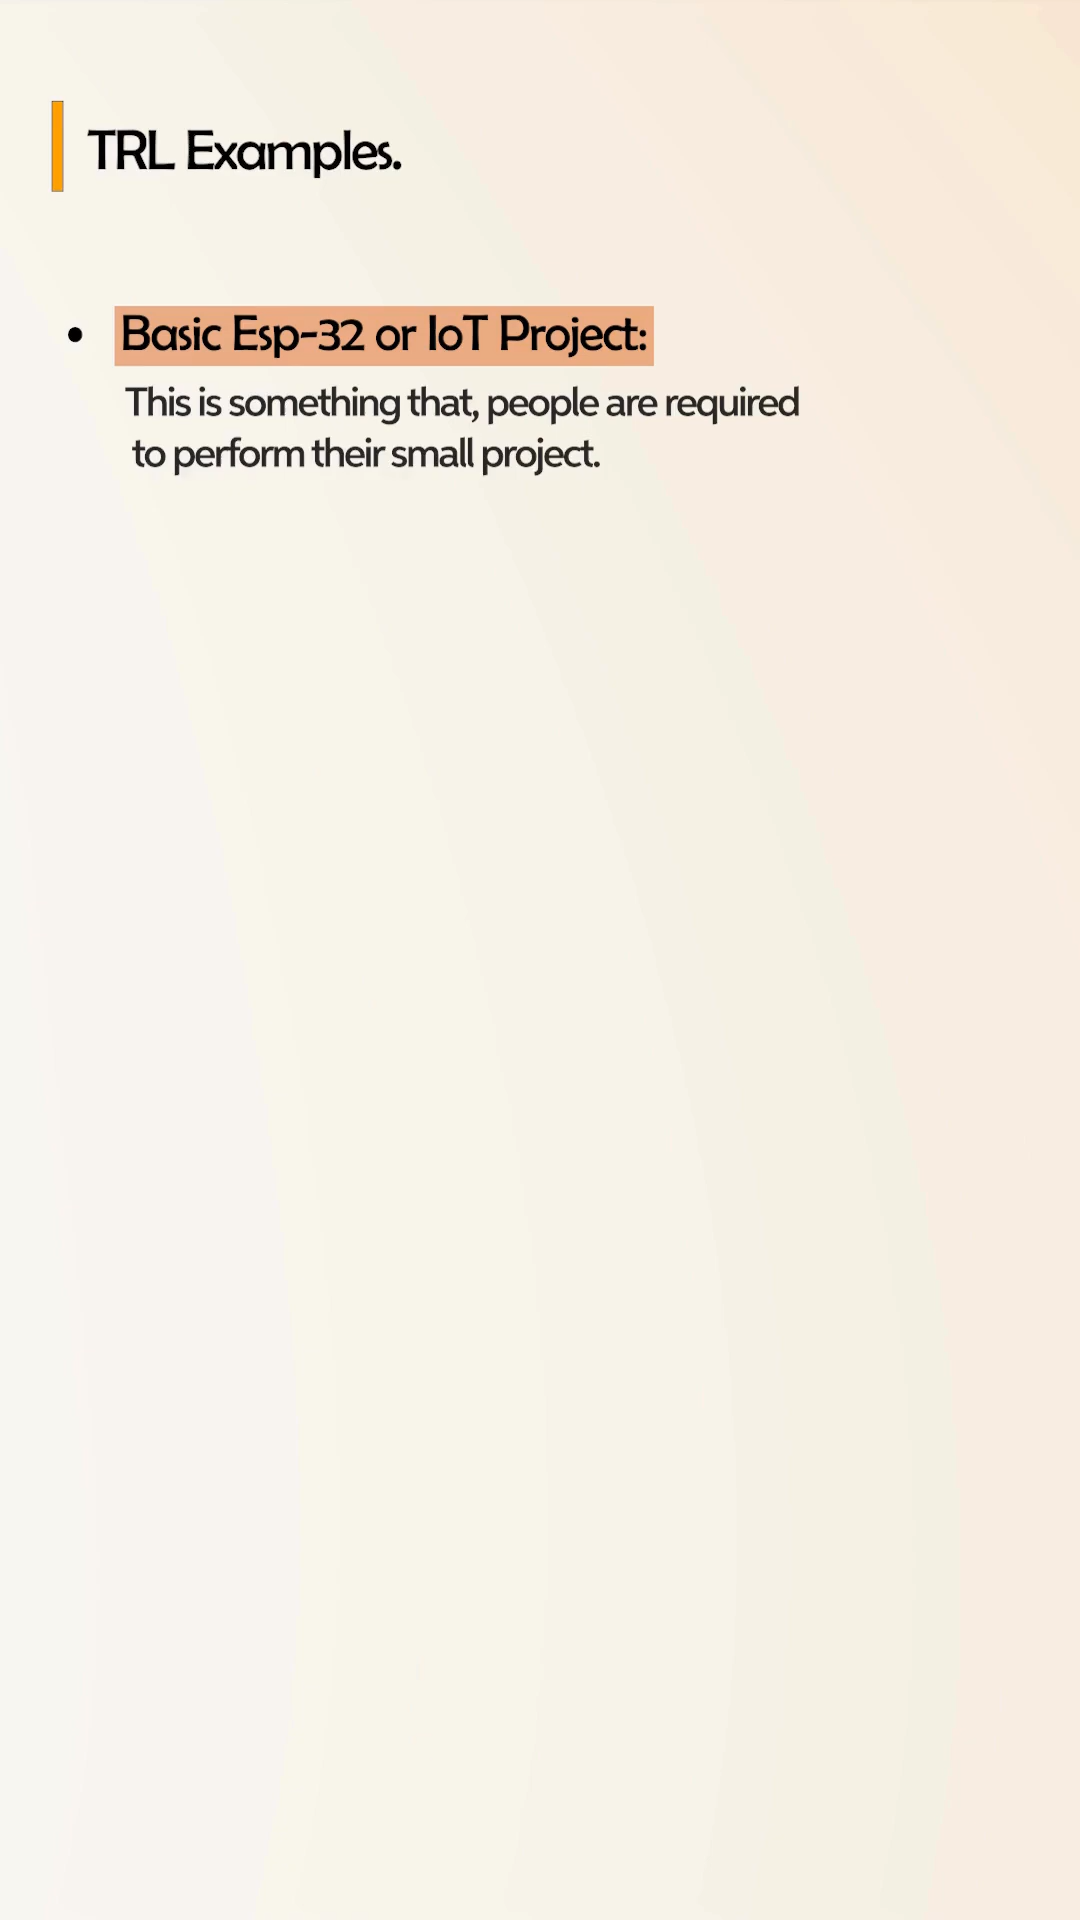 TRL Examples.
• Basic Esp-32 or IoT Project:
This is something that, people are required
to perform their small project.